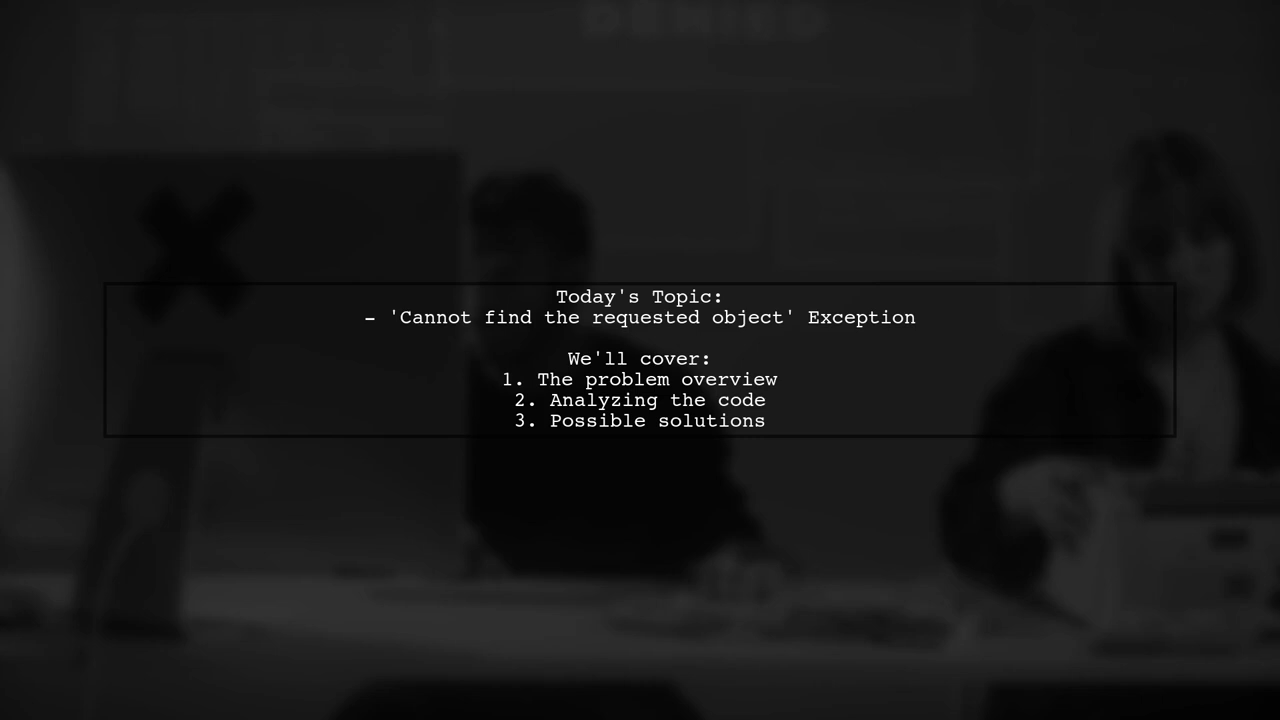 DENIED
Today's Topic:
- 'Cannot find the requested object' Exception
We'll cover:
1. The problem overview
2. Analyzing the code
3. Possible solutions